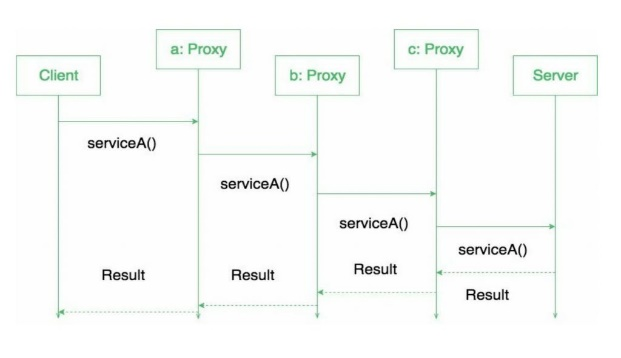 a: Proxy
c: Proxy
Client
b: Proxy
Server
serviceA()
serviceA()
serviceA()
serviceA()
Result
Result
Result
Result